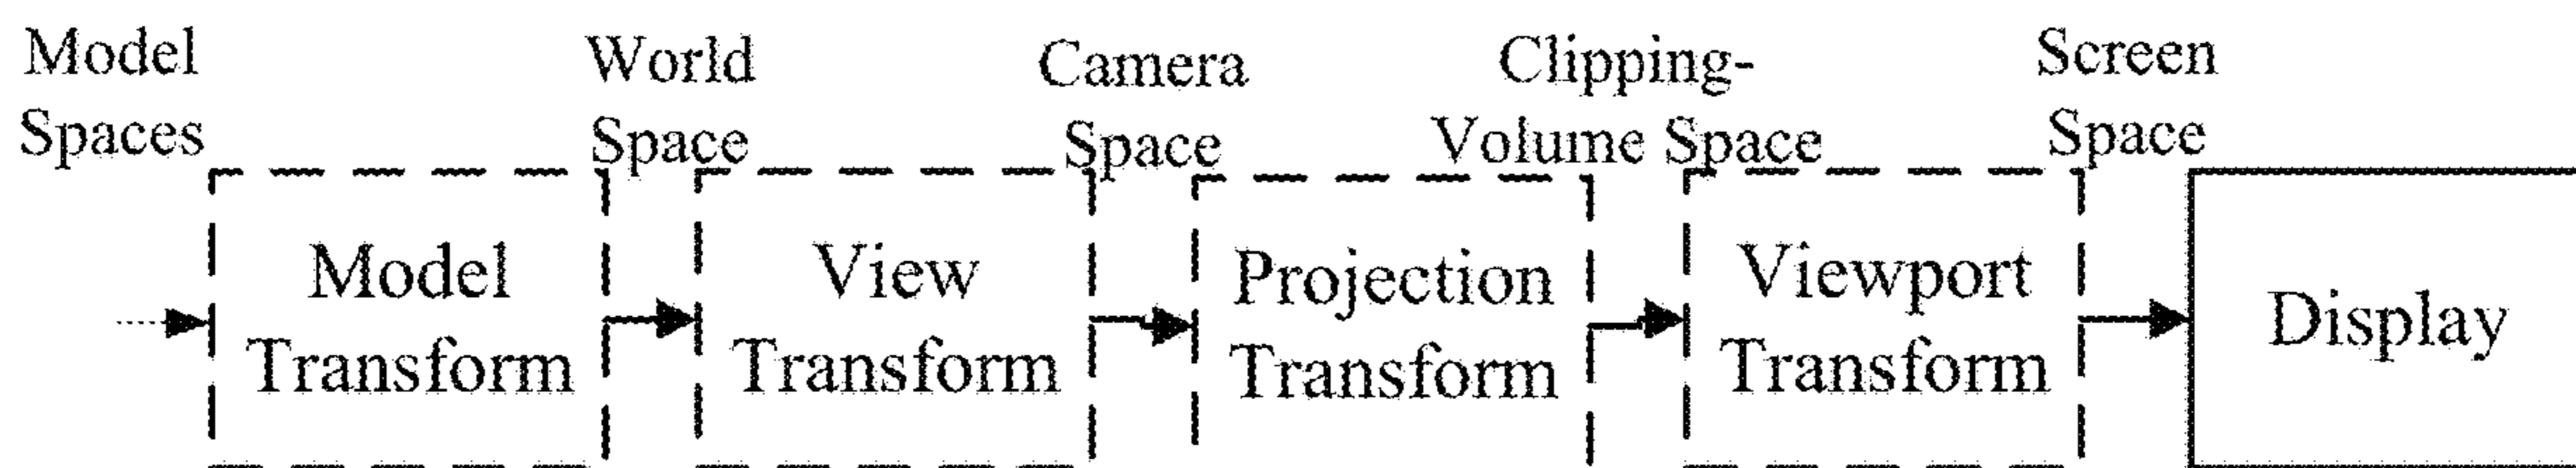 Model
Spaces
World
Space
Camera
Space
Clipping-
Volume Space
Screen
Space
Model
Transform
View
Transform
Projection
Transform
Viewport
Transform
Display